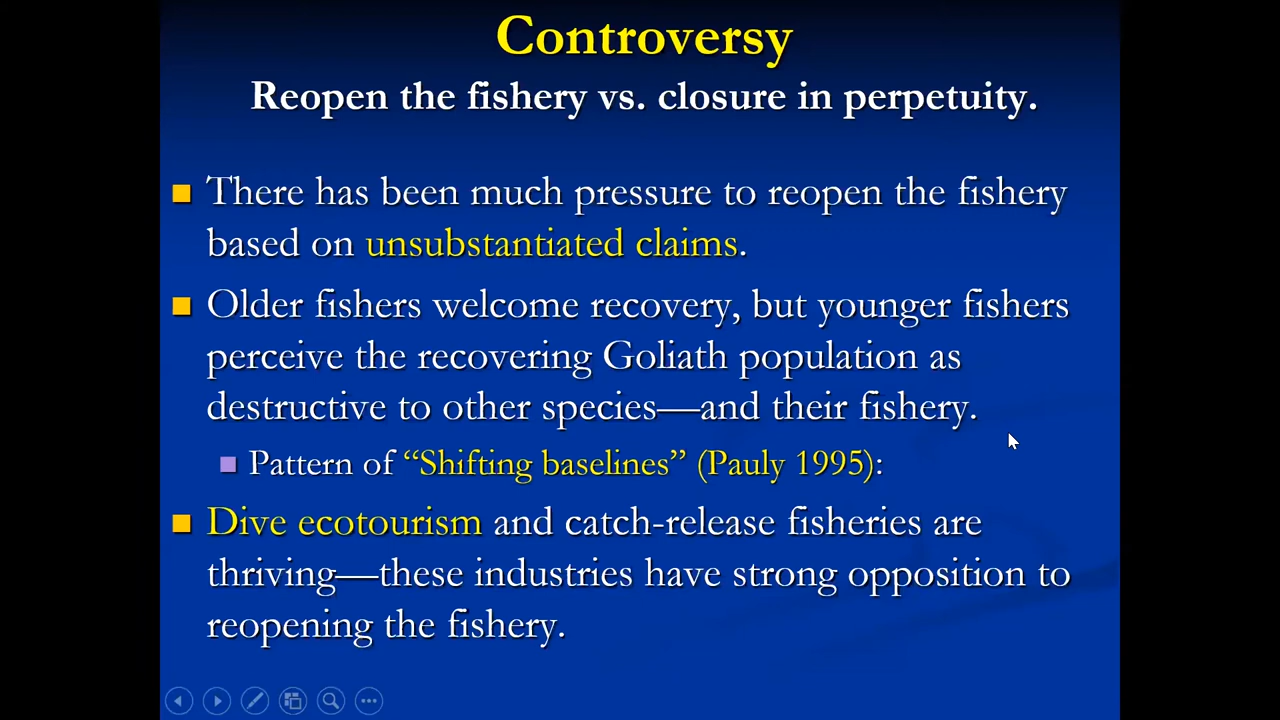 Controversy
Reopen the fishery vs. closure in perpetuity.
There has been much pressure to reopen the fishery
based on unsubstantiated claims.
Older fishers welcome recovery, but younger fishers
perceive the recovering Goliath population as
destructive to other species—and their fishery.
Pattern of “Shifting baselines” (Pauly 1995):
Dive ecotourism and catch-release fisheries are
thriving—these industries have strong opposition to
reopening the fishery.